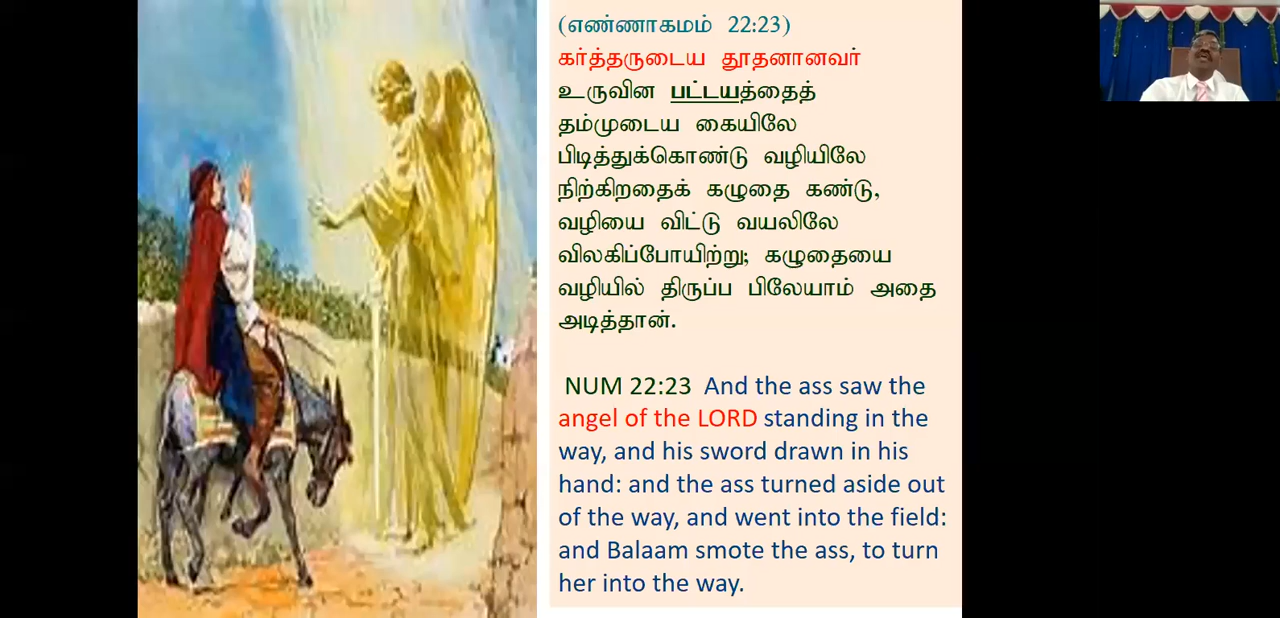 (எண்ணாகமம் 22:23)
கர்த்தருடைய தூதனானவர்
உருவின பட்டயத்தைத்
தம்முடைய கையிலே
பிடித்துக்கொண்டு வழியிலே
நிற்கிறதைக் கழுதை கண்டு,
வழியை விட்டு வயலிலே
விலகிப்போயிற்று; கழுதையை
வழியில் திருப்ப பிலேயாம் அதை
அடித்தான்.
NUM 22:23 And the ass saw the
angel of the LORD standing in the
way, and his sword drawn in his
hand: and the ass turned aside out
of the way, and went into the field:
and Balaam smote the ass, to turn
her into the way.